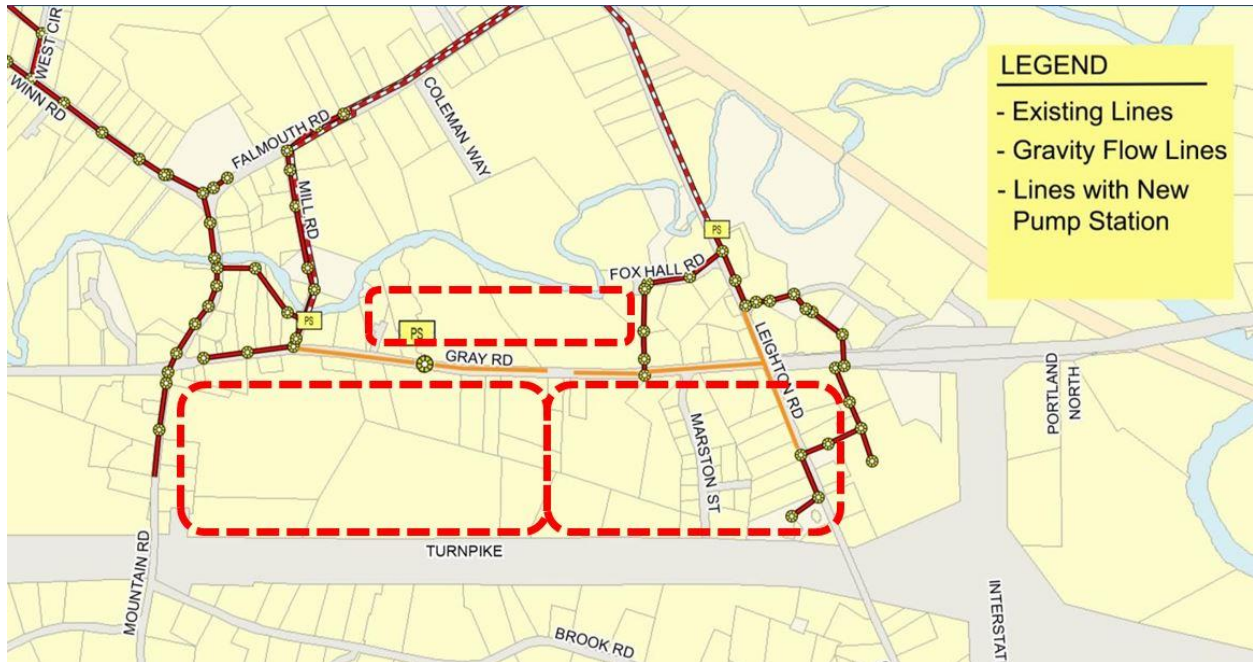 WEST CIR
WINN RD
FALMOUTH RD
COLEMAN WAY
MILL RD
LEGEND
- Existing Lines
- Gravity Flow Lines
- Lines with New
Pump Station
PS
FOX HALL RD
PS
PS
GRAY RD
LEIGHTON RD
MARSTON ST
PORTLAND
NORTH
TURNPIKE
MOUNTAIN RD
BROOK RD
INTERSTAT